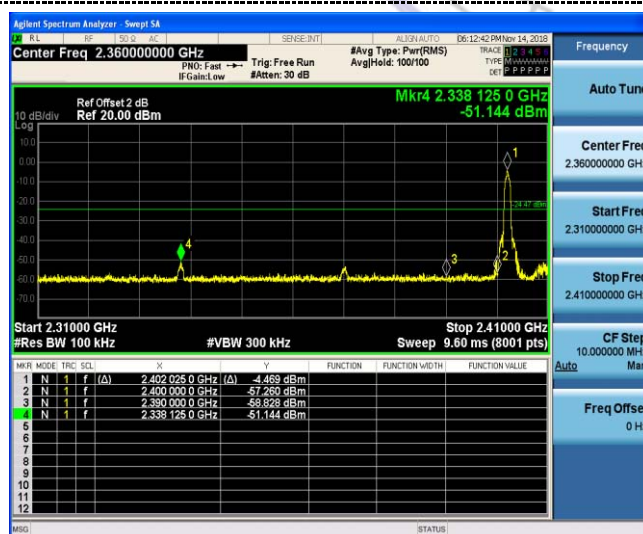 Agilent Spectrum Analyzer - Swept SA
RL RF 50 Ω AC SENSE:INT ALIGN AUTO 06:12:42 PM Nov 14, 2018
Center Freq 2.360000000 GHz
PNO: Fast
IFGain:Low
Trig: Free Run
#Atten: 30 dB
#Avg Type: Pwr(RMS)
Avg|Hold: 100/100
TRACE 1 2 3 4 5 6
TYPE M W W W W W
DET P P P P P P
Ref Offset 2 dB
Ref 20.00 dBm
10 dB/div
Log
Mkr4 2.338 125 0 GHz
-51.144 dBm
10.0
0.00
-10.0
-20.0
-30.0
-40.0
-50.0
-60.0
-70.0
1
-24.47 dBm
4
3
2
Start 2.31000 GHz
#Res BW 100 kHz
#VBW 300 kHz
Stop 2.41000 GHz
Sweep 9.60 ms (8001 pts)
MKR MODE TRC SCL X Y FUNCTION FUNCTION WIDTH FUNCTION VALUE
1 N 1 f (Δ) 2.402 025 0 GHz (Δ) -4.469 dBm
2 N 1 f 2.400 000 0 GHz -57.260 dBm
3 N 1 f 2.390 000 0 GHz -58.828 dBm
4 N 1 f 2.338 125 0 GHz -51.144 dBm
5
6
7
8
9
10
11
12
MSG STATUS
Frequency
Auto Tune
Center Freq
2.360000000 GHz
Start Freq
2.310000000 GHz
Stop Freq
2.410000000 GHz
CF Step
10.000000 MHz
Auto Man
Freq Offset
0 Hz